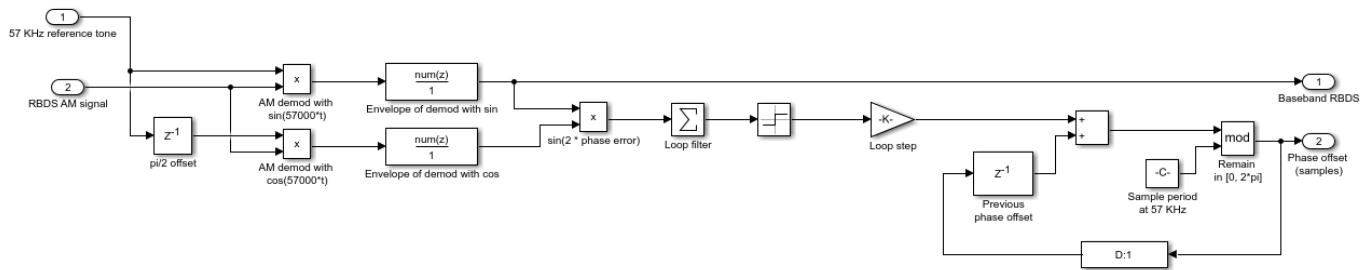 1
57 KHz reference tone
2
RBDS AM signal
z-1
pi/2 offset
x
AM demod with
sin(57000*t)
x
AM demod with
cos(57000*t)
num(z)
1
Envelope of demod with sin
num(z)
1
Envelope of demod with cos
x
sin(2 * phase error)
∑
Loop filter
-K-
Loop step
+
+
z-1
Previous
phase offset
-C-
Sample period
at 57 KHz
mod
Remain
in [0, 2*pi]
D:1
1
Baseband RBDS
2
Phase offset
(samples)